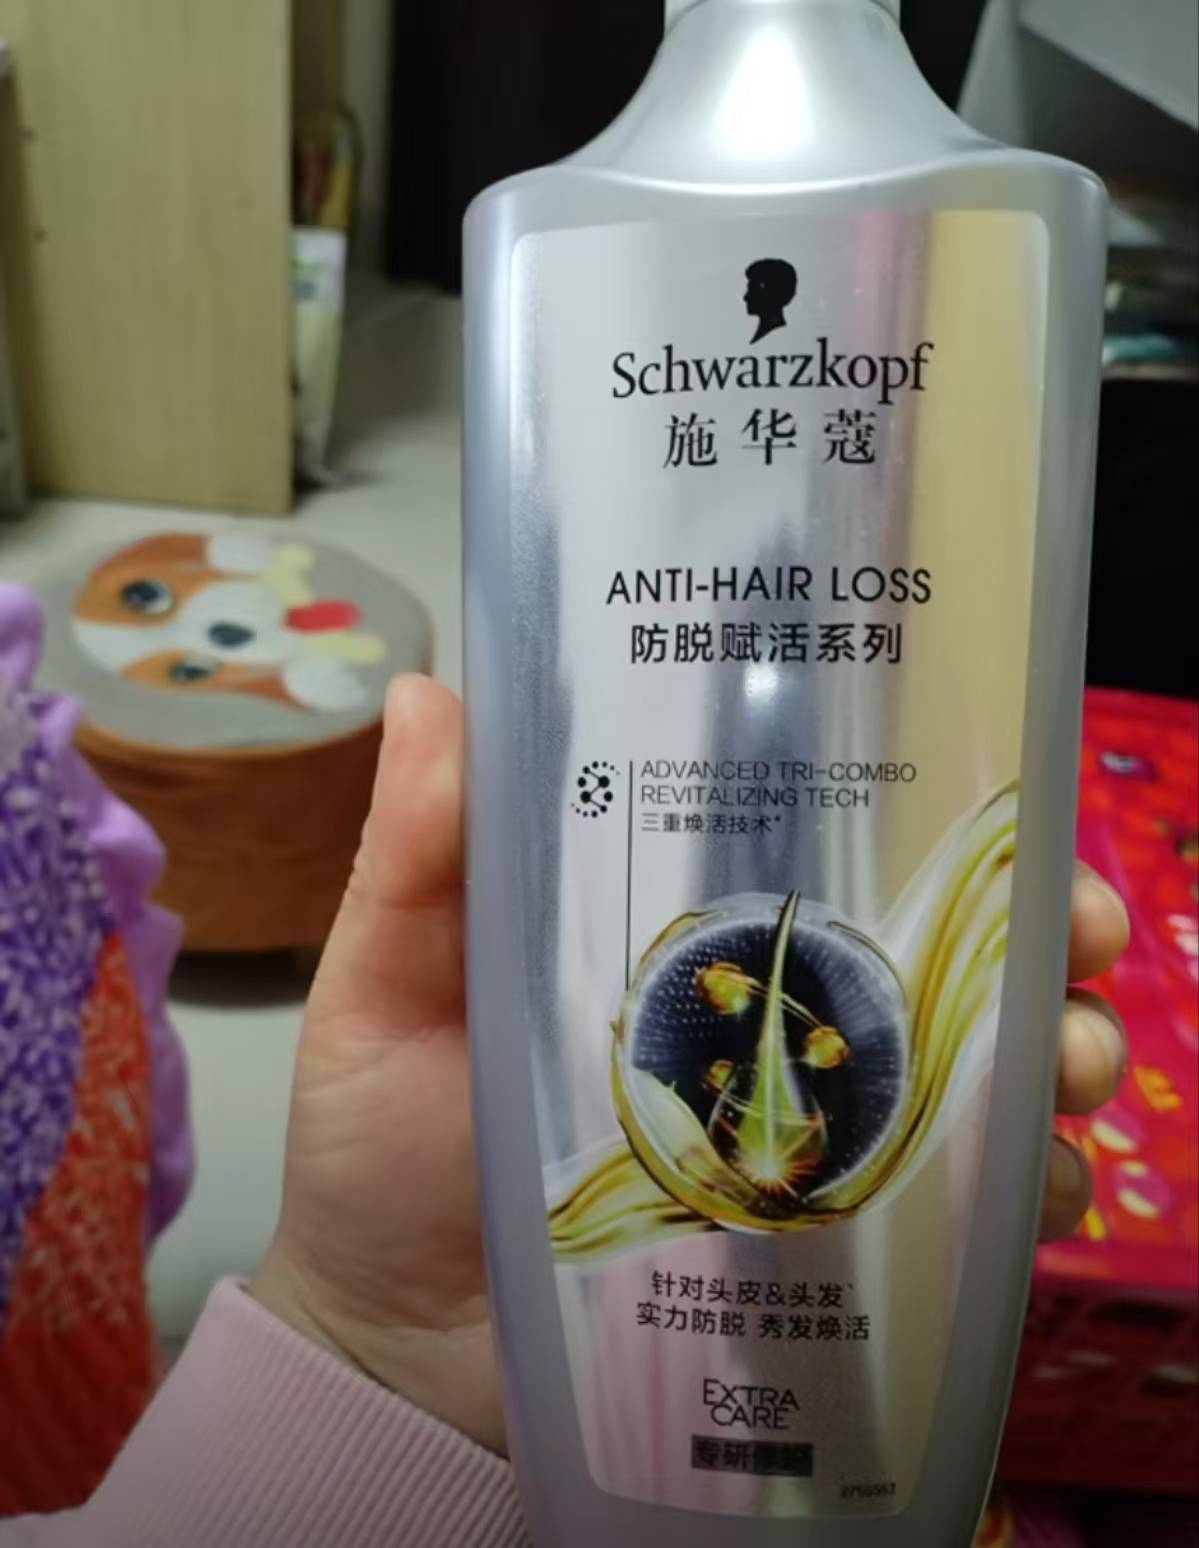 Schwarzkopf
施华蔻
ANTI-HAIR LOSS
防脱赋活系列
ADVANCED TRI-COMBO
REVITALIZING TECH
三重焕活技术*
针对头皮&头发`
实力防脱 秀发焕活
EXTRA
CARE
专研